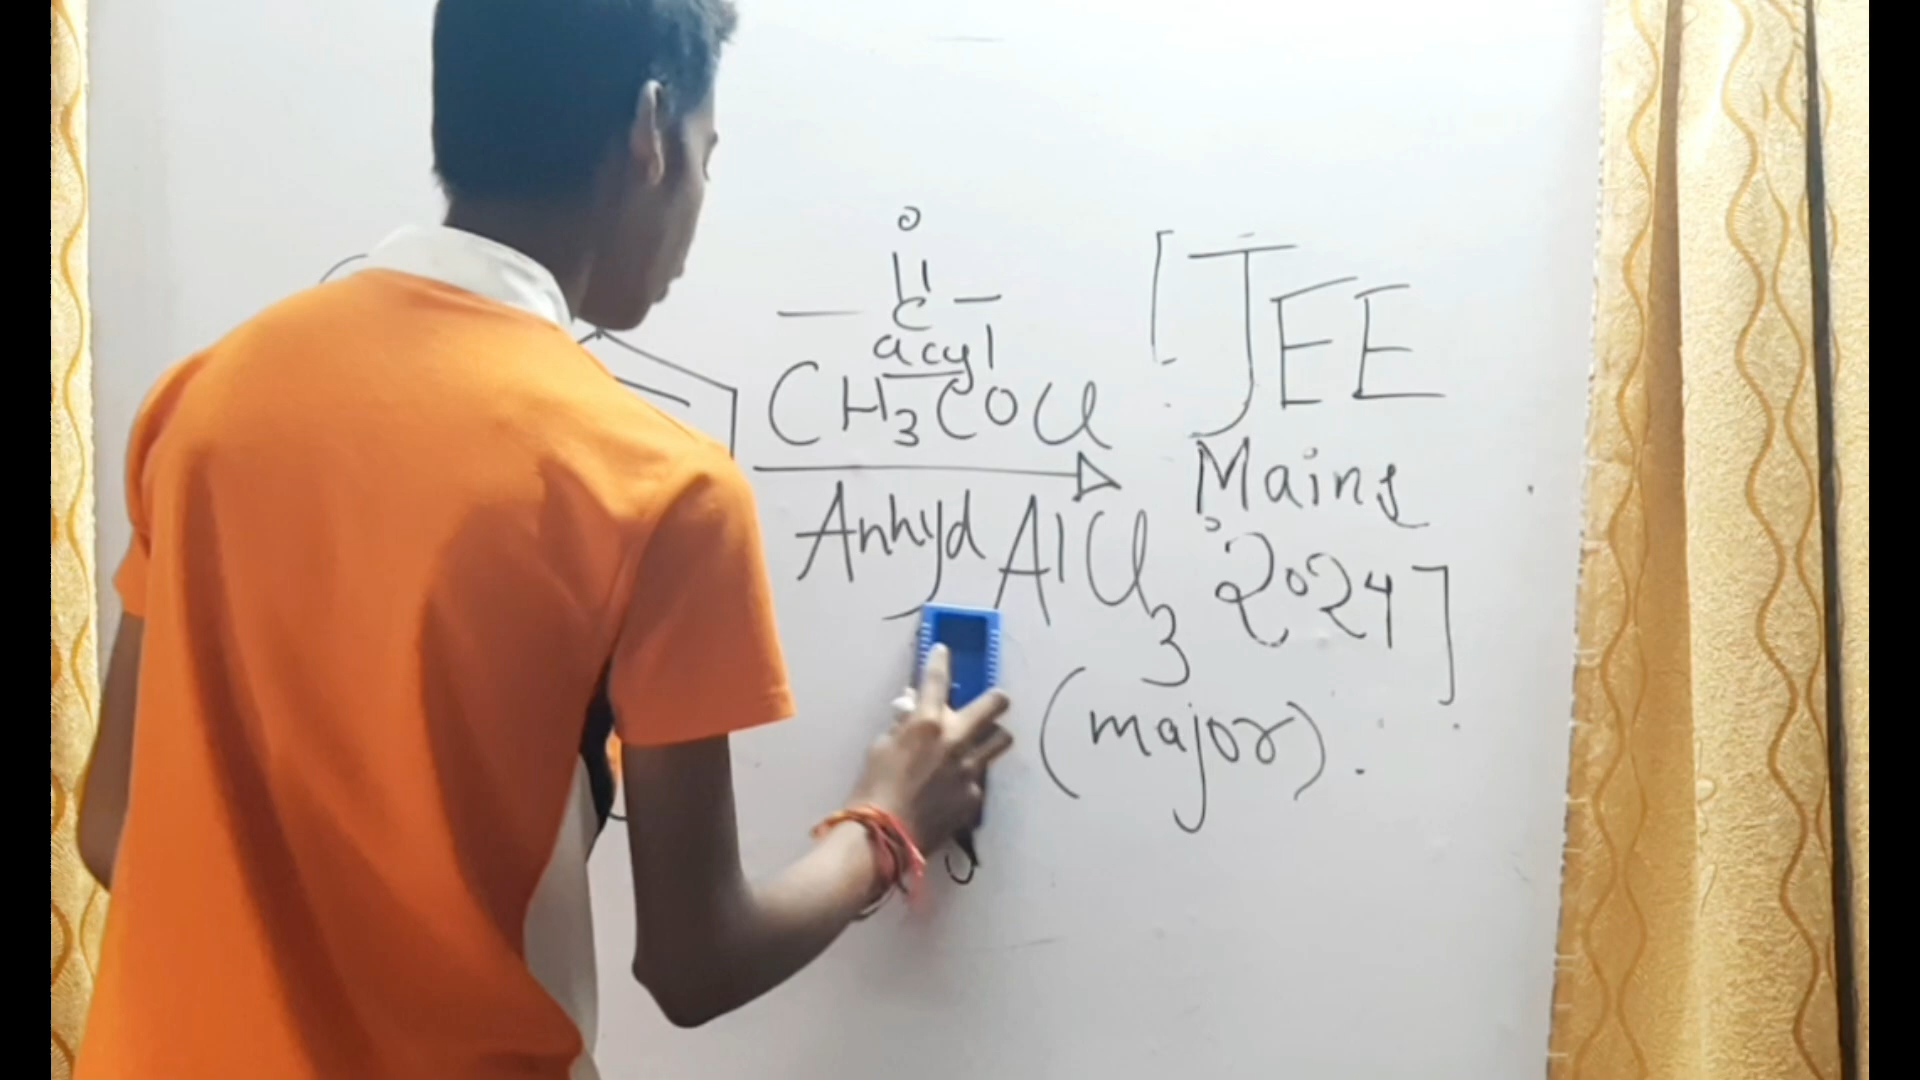 O
— C —
acyl
CH3COCl
Anhyd AlCl3
[JEE
Mains
2024]
(major).